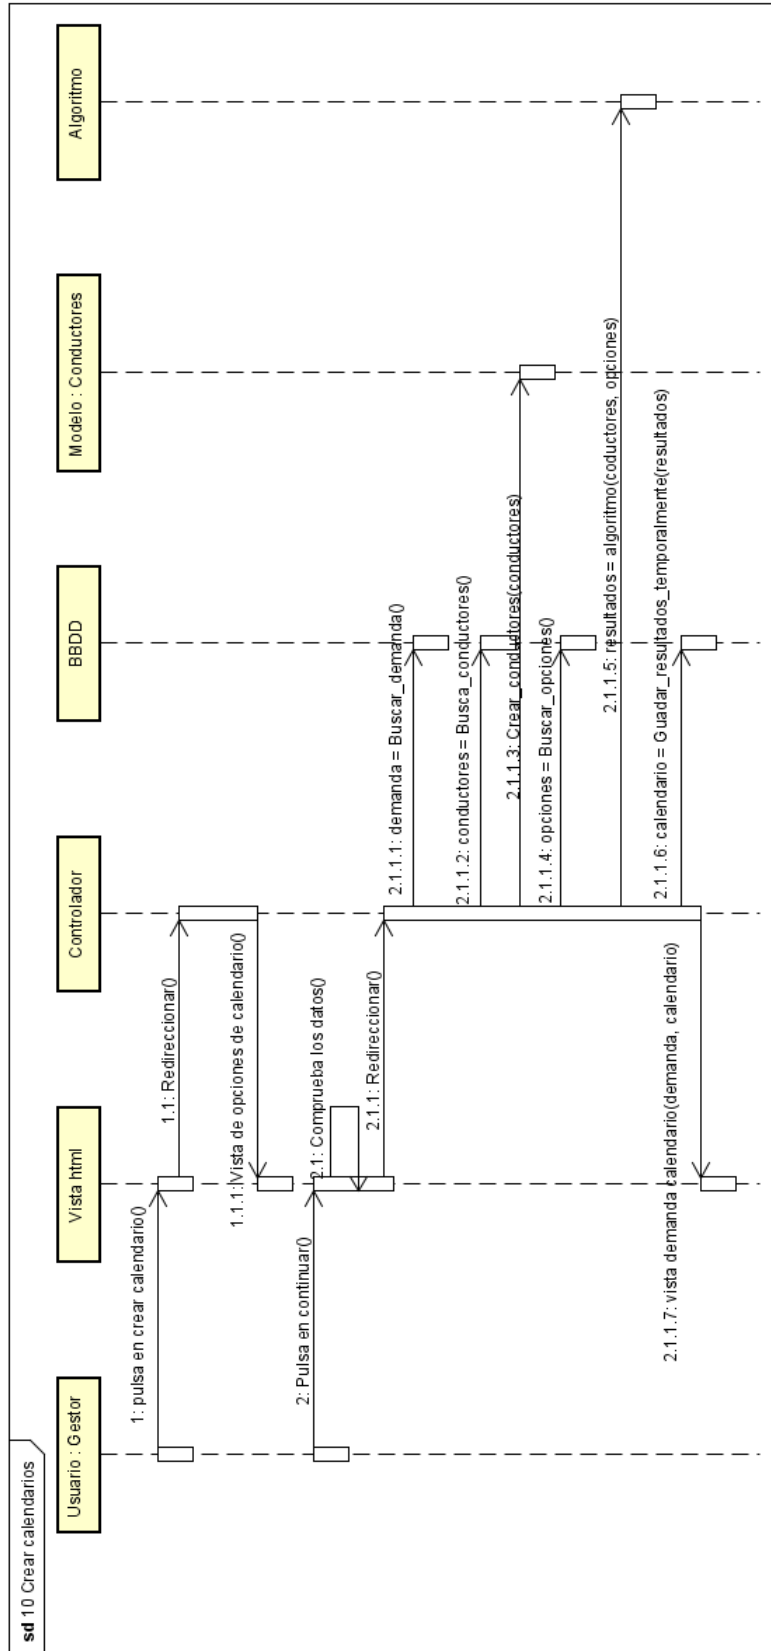 sd 10 Crear calendarios
Usuario : Gestor
Vista html
Controlador
BBDD
Modelo : Conductores
Algoritmo
1: pulsa en crear calendario()
1.1: Redireccionar()
1.1.1:Vista de opciones de calendario()
2: Pulsa en continuar()
2.1: Comprueba los datos()
2.1.1: Redireccionar()
2.1.1.1: demanda = Buscar_demanda()
2.1.1.2: conductores = Busca_conductores()
2.1.1.3: Crear_conductores(conductores)
2.1.1.4: opciones = Buscar_opciones()
2.1.1.5: resultados = algoritmo(coductores, opciones)
2.1.1.6: calendario = Guadar_resultados_temporalmente(resultados)
2.1.1.7: vista demanda calendario(demanda, calendario)